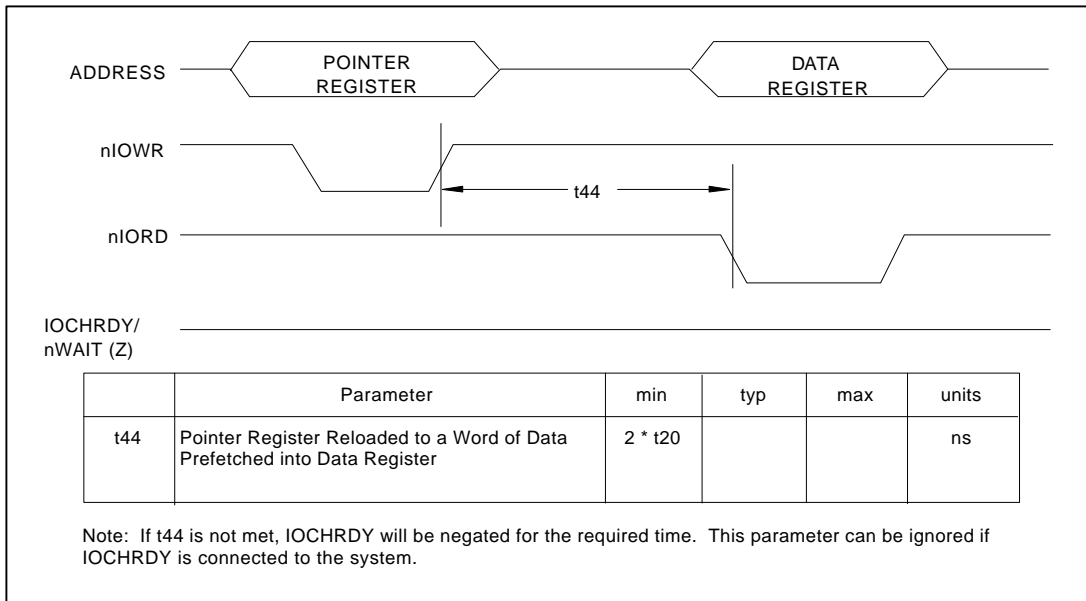 ADDRESS
POINTER
REGISTER
DATA
REGISTER
nIOWR
t44
nIORD
IOCHRDY/
nWAIT (Z)
Parameter min typ max units
t44 Pointer Register Reloaded to a Word of Data 2 * t20 ns
Prefetched into Data Register
Note: If t44 is not met, IOCHRDY will be negated for the required time. This parameter can be ignored if
IOCHRDY is connected to the system.